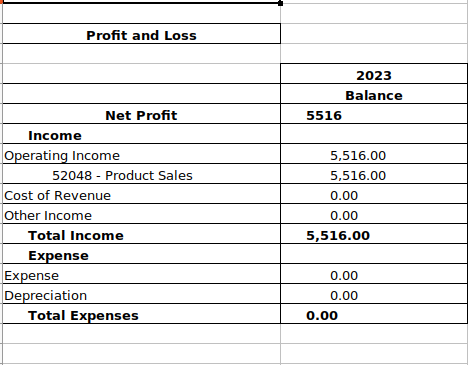 Profit and Loss
2023
Balance
Net Profit 5516
Income
Operating Income 5,516.00
52048 - Product Sales 5,516.00
Cost of Revenue 0.00
Other Income 0.00
Total Income 5,516.00
Expense
Expense 0.00
Depreciation 0.00
Total Expenses 0.00